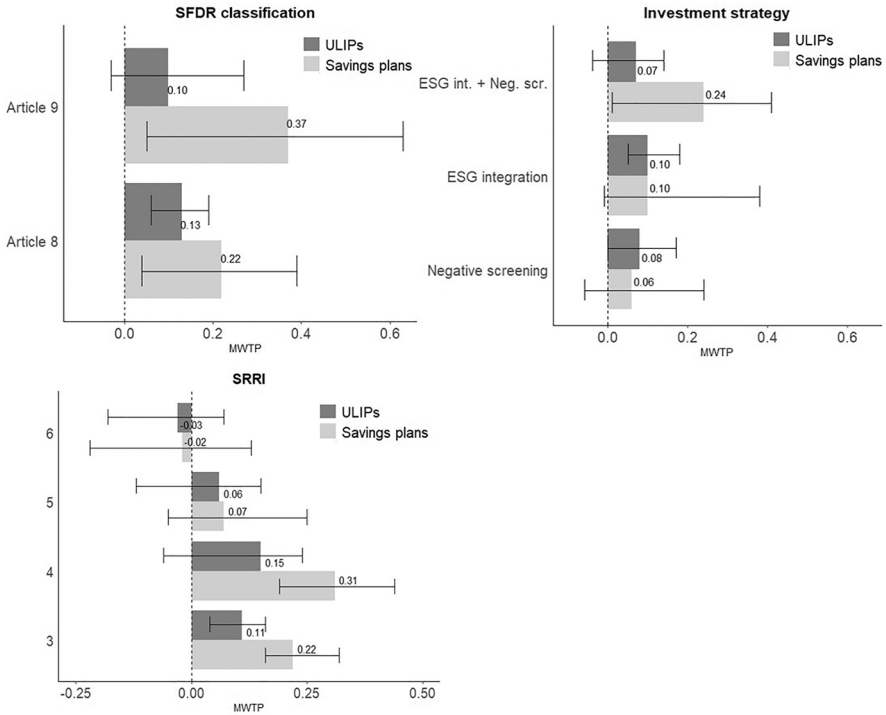 SFDR classification
ULIPs
Savings plans
Article 9
0.10
0.37
Article 8
0.13
0.22
0.0
0.2
0.4
0.6
MWTP
Investment strategy
ULIPs
Savings plans
ESG int. + Neg. scr.
0.07
0.24
ESG integration
0.10
0.10
Negative screening
0.08
0.06
0.0
0.2
0.4
0.6
MWTP
SRRI
ULIPs
Savings plans
6
-0.03
-0.02
5
0.06
0.07
4
0.15
0.31
3
0.11
0.22
-0.25
0.00
0.25
0.50
MWTP